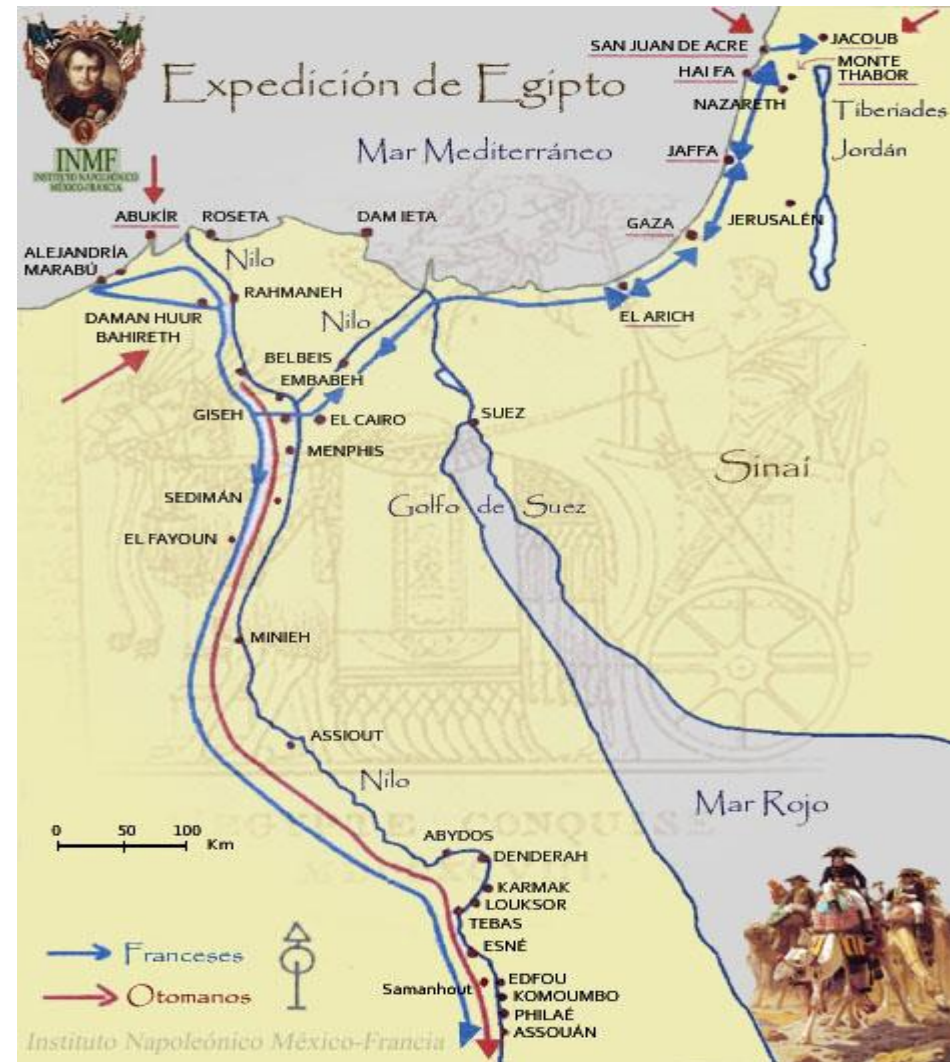 Expedición de Egipto
INMF
INSTITUTO NAPOLEÓNICO
MÉXICO-FRANCIA
Mar Mediterráneo
SAN JUAN DE ACRE
JACOUB
HAI FA
MONTE
THABOR
NAZARETH
Tiberiades
Jordán
JAFFA
JERUSALÉN
GAZA
EL ARICH
ABUKÍR
ROSETA
DAM IETA
ALEJANDRÍA
MARABÚ
Nilo
RAHMANEH
Nilo
DAMAN HUUR
BAHIRETH
BELBEIS
EMBABEH
GISEH
EL CAIRO
MENPHIS
SUEZ
Sinaí
SEDIMÁN
Golfo de Suez
EL FAYOUN
MINIEH
ASSIOUT
Nilo
Mar Rojo
EGYPTE CONQUISE
0 50 100
Km
ABYDOS
DENDERAH
KARMAK
LOUKSOR
TEBAS
ESNÉ
Franceses
Otomanos
Samanhout
EDFOU
KOMOUMBO
PHILAÉ
ASSOUÁN
Instituto Napoleónico México-Francia